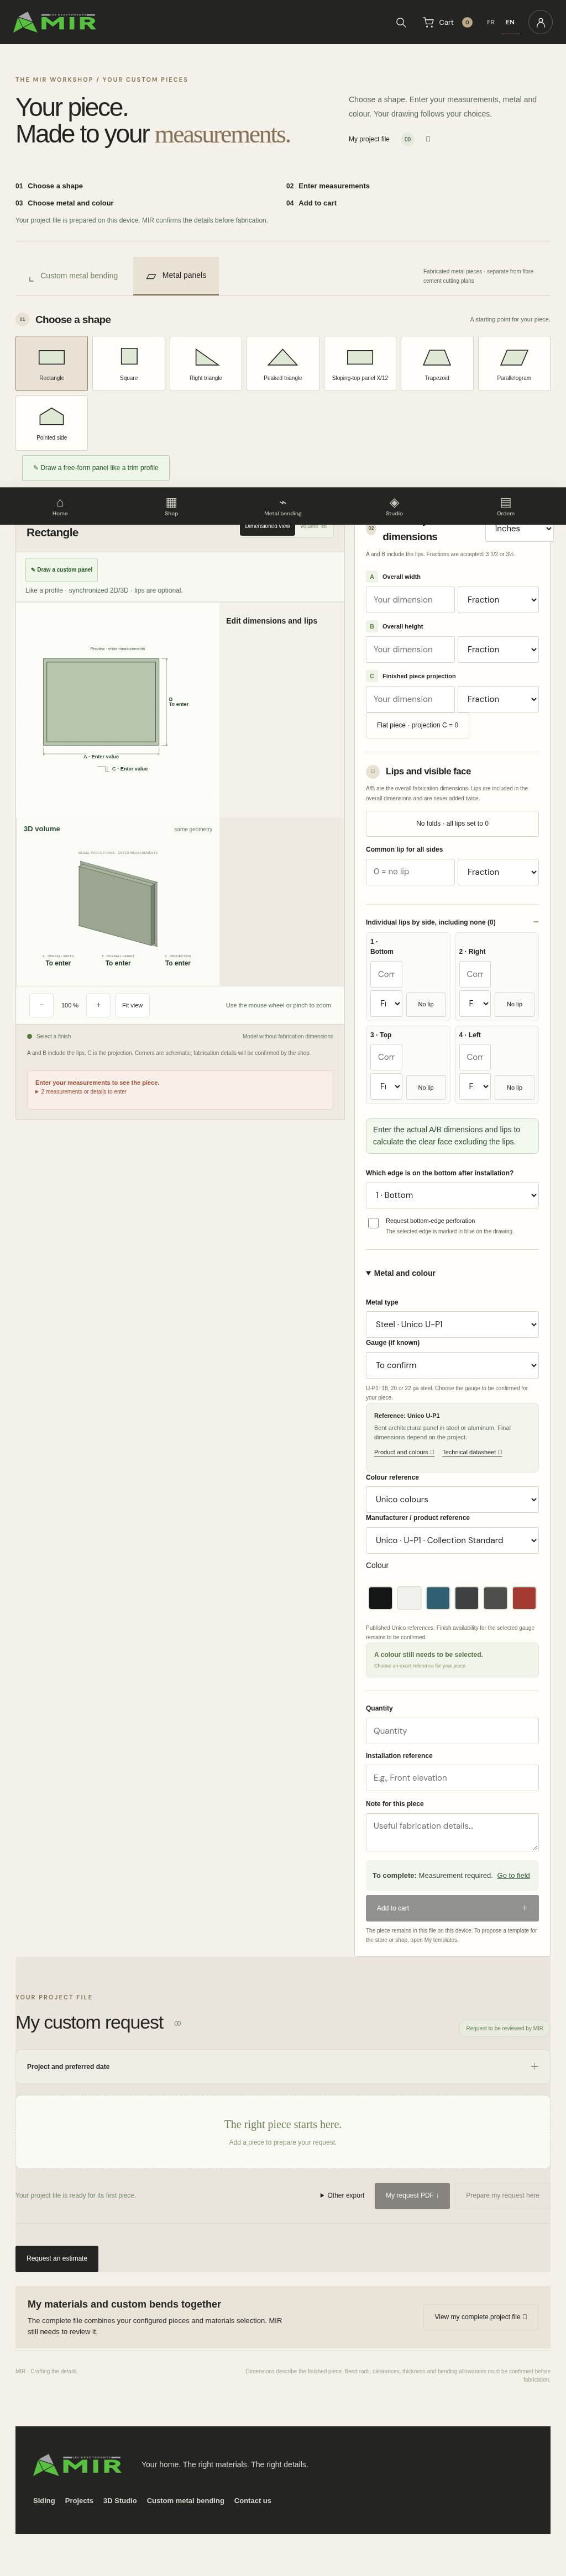 LES REVÊTEMENTS
MIR
Cart
0
FR
EN
THE MIR WORKSHOP / YOUR CUSTOM PIECES
Your piece.
Made to your measurements.
Choose a shape. Enter your measurements, metal and
colour. Your drawing follows your choices.
My project file
00
01 Choose a shape
02 Enter measurements
03 Choose metal and colour
04 Add to cart
Your project file is prepared on this device. MIR confirms the details before fabrication.
Custom metal bending
Metal panels
Fabricated metal pieces · separate from fibre-
cement cutting plans
01 Choose a shape
A starting point for your piece.
Rectangle
Square
Right triangle
Peaked triangle
Sloping-top panel X/12
Trapezoid
Parallelogram
Pointed side
✎ Draw a free-form panel like a trim profile
Home
Shop
Metal bending
Studio
Orders
Rectangle
Dimensioned view
Volume 3D
✎ Draw a custom panel
Like a profile · synchronized 2D/3D · lips are optional.
Edit dimensions and lips
Preview · enter measurements
B
To enter
A · Enter value
C · Enter value
3D volume
same geometry
MODEL PROPORTIONS · ENTER MEASUREMENTS
A · OVERALL WIDTH
To enter
B · OVERALL HEIGHT
To enter
C · PROJECTION
To enter
−
100 %
+
Fit view
Use the mouse wheel or pinch to zoom
Select a finish
Model without fabrication dimensions
A and B include the lips. C is the projection. Corners are schematic; fabrication details will be confirmed by the shop.
Enter your measurements to see the piece.
▶ 2 measurements or details to enter
02
dimensions
Inches
A and B include the lips. Fractions are accepted: 3 1/2 or 3½.
A Overall width
Your dimension
Fraction
B Overall height
Your dimension
Fraction
C Finished piece projection
Your dimension
Fraction
Flat piece · projection C = 0
Lips and visible face
A/B are the overall fabrication dimensions. Lips are included in the
overall dimensions and are never added twice.
No folds · all lips set to 0
Common lip for all sides
0 = no lip
Fraction
Individual lips by side, including none (0)
−
1 ·
Bottom
Com
Fr
No lip
2 · Right
Com
Fr
No lip
3 · Top
Com
Fr
No lip
4 · Left
Com
Fr
No lip
Enter the actual A/B dimensions and lips to
calculate the clear face excluding the lips.
Which edge is on the bottom after installation?
1 · Bottom
Request bottom-edge perforation
The selected edge is marked in blue on the drawing.
▼ Metal and colour
Metal type
Steel · Unico U-P1
Gauge (if known)
To confirm
U-P1: 18, 20 or 22 ga steel. Choose the gauge to be confirmed for
your piece.
Reference: Unico U-P1
Bent architectural panel in steel or aluminum. Final
dimensions depend on the project.
Product and colours
Technical datasheet
Colour reference
Unico colours
Manufacturer / product reference
Unico · U-P1 · Collection Standard
Colour
Published Unico references. Finish availability for the selected gauge
remains to be confirmed.
A colour still needs to be selected.
Choose an exact reference for your piece.
Quantity
Quantity
Installation reference
E.g., Front elevation
Note for this piece
Useful fabrication details…
To complete: Measurement required. Go to field
Add to cart
+
The piece remains in this file on this device. To propose a template for
the store or shop, open My templates.
YOUR PROJECT FILE
My custom request 00
Request to be reviewed by MIR
Project and preferred date
+
The right piece starts here.
Add a piece to prepare your request.
Your project file is ready for its first piece.
▶ Other export
My request PDF ↓
Prepare my request here
Request an estimate
My materials and custom bends together
The complete file combines your configured pieces and materials selection. MIR
still needs to review it.
View my complete project file
MIR · Crafting the details.
Dimensions describe the finished piece. Bend radii, clearances, thickness and bending allowances must be confirmed before
fabrication.
LES REVÊTEMENTS
MIR
Your home. The right materials. The right details.
Siding
Projects
3D Studio
Custom metal bending
Contact us